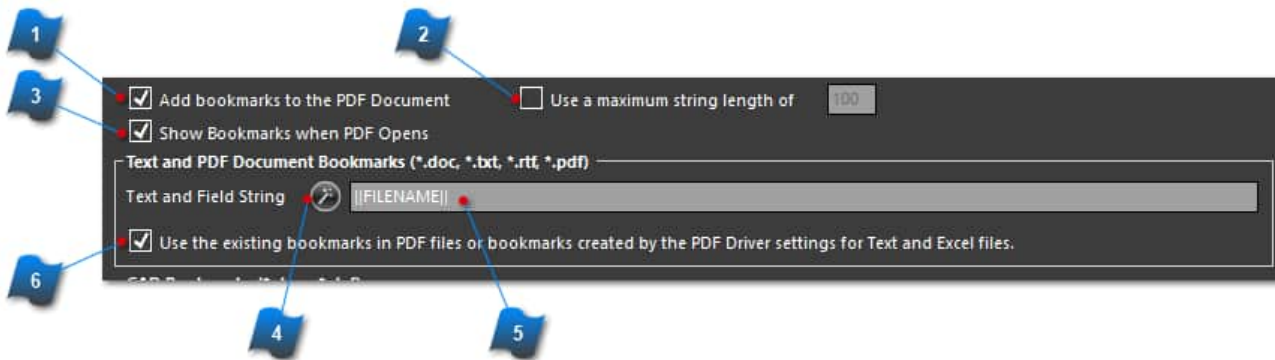 1
2
3
Add bookmarks to the PDF Document
Use a maximum string length of 100
Show Bookmarks when PDF Opens
Text and PDF Document Bookmarks (*.doc, *.txt, *.rtf, *.pdf)
Text and Field String ||FILENAME||
Use the existing bookmarks in PDF files or bookmarks created by the PDF Driver settings for Text and Excel files.
6
4
5